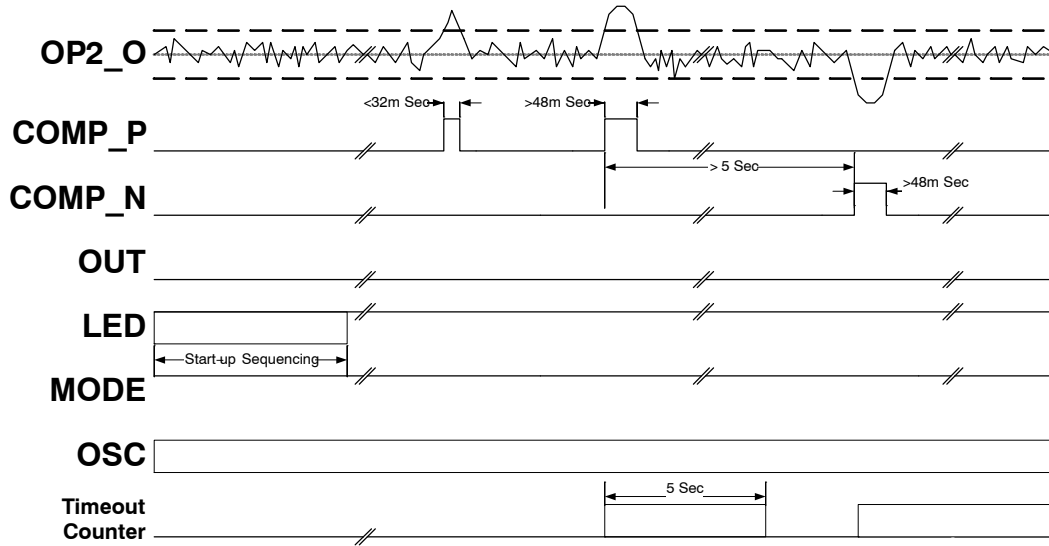 OP2_O
<32m Sec
>48m Sec
COMP_P
> 5 Sec
COMP_N
>48m Sec
OUT
LED
Start-up Sequencing
MODE
OSC
5 Sec
Timeout
Counter